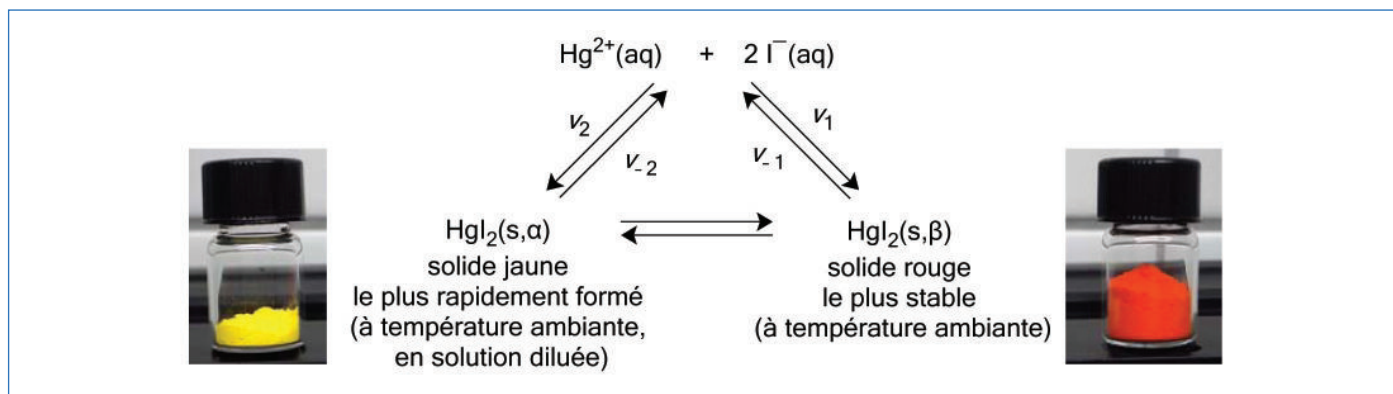 Hg²⁺(aq) + 2 I⁻(aq)
v₂
v₋₂
v₋₁
v₁
HgI₂(s,α)
solide jaune
le plus rapidement formé
(à température ambiante,
en solution diluée)
HgI₂(s,β)
solide rouge
le plus stable
(à température ambiante)